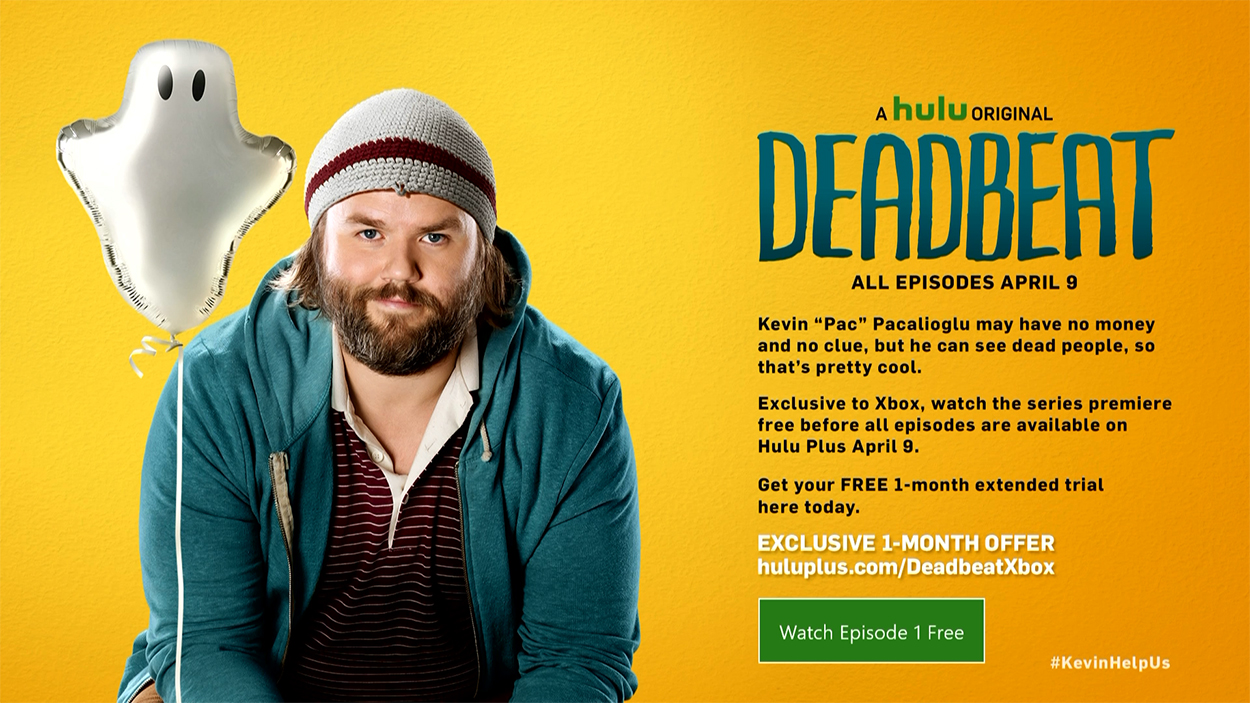 A hulu ORIGINAL
DEADBEAT
ALL EPISODES APRIL 9
Kevin “Pac” Pacalioglu may have no money
and no clue, but he can see dead people, so
that's pretty cool.
Exclusive to Xbox, watch the series premiere
free before all episodes are available on
Hulu Plus April 9.
Get your FREE 1-month extended trial
here today.
EXCLUSIVE 1-MONTH OFFER
huluplus.com/DeadbeatXbox
Watch Episode 1 Free
#KevinHelpUs